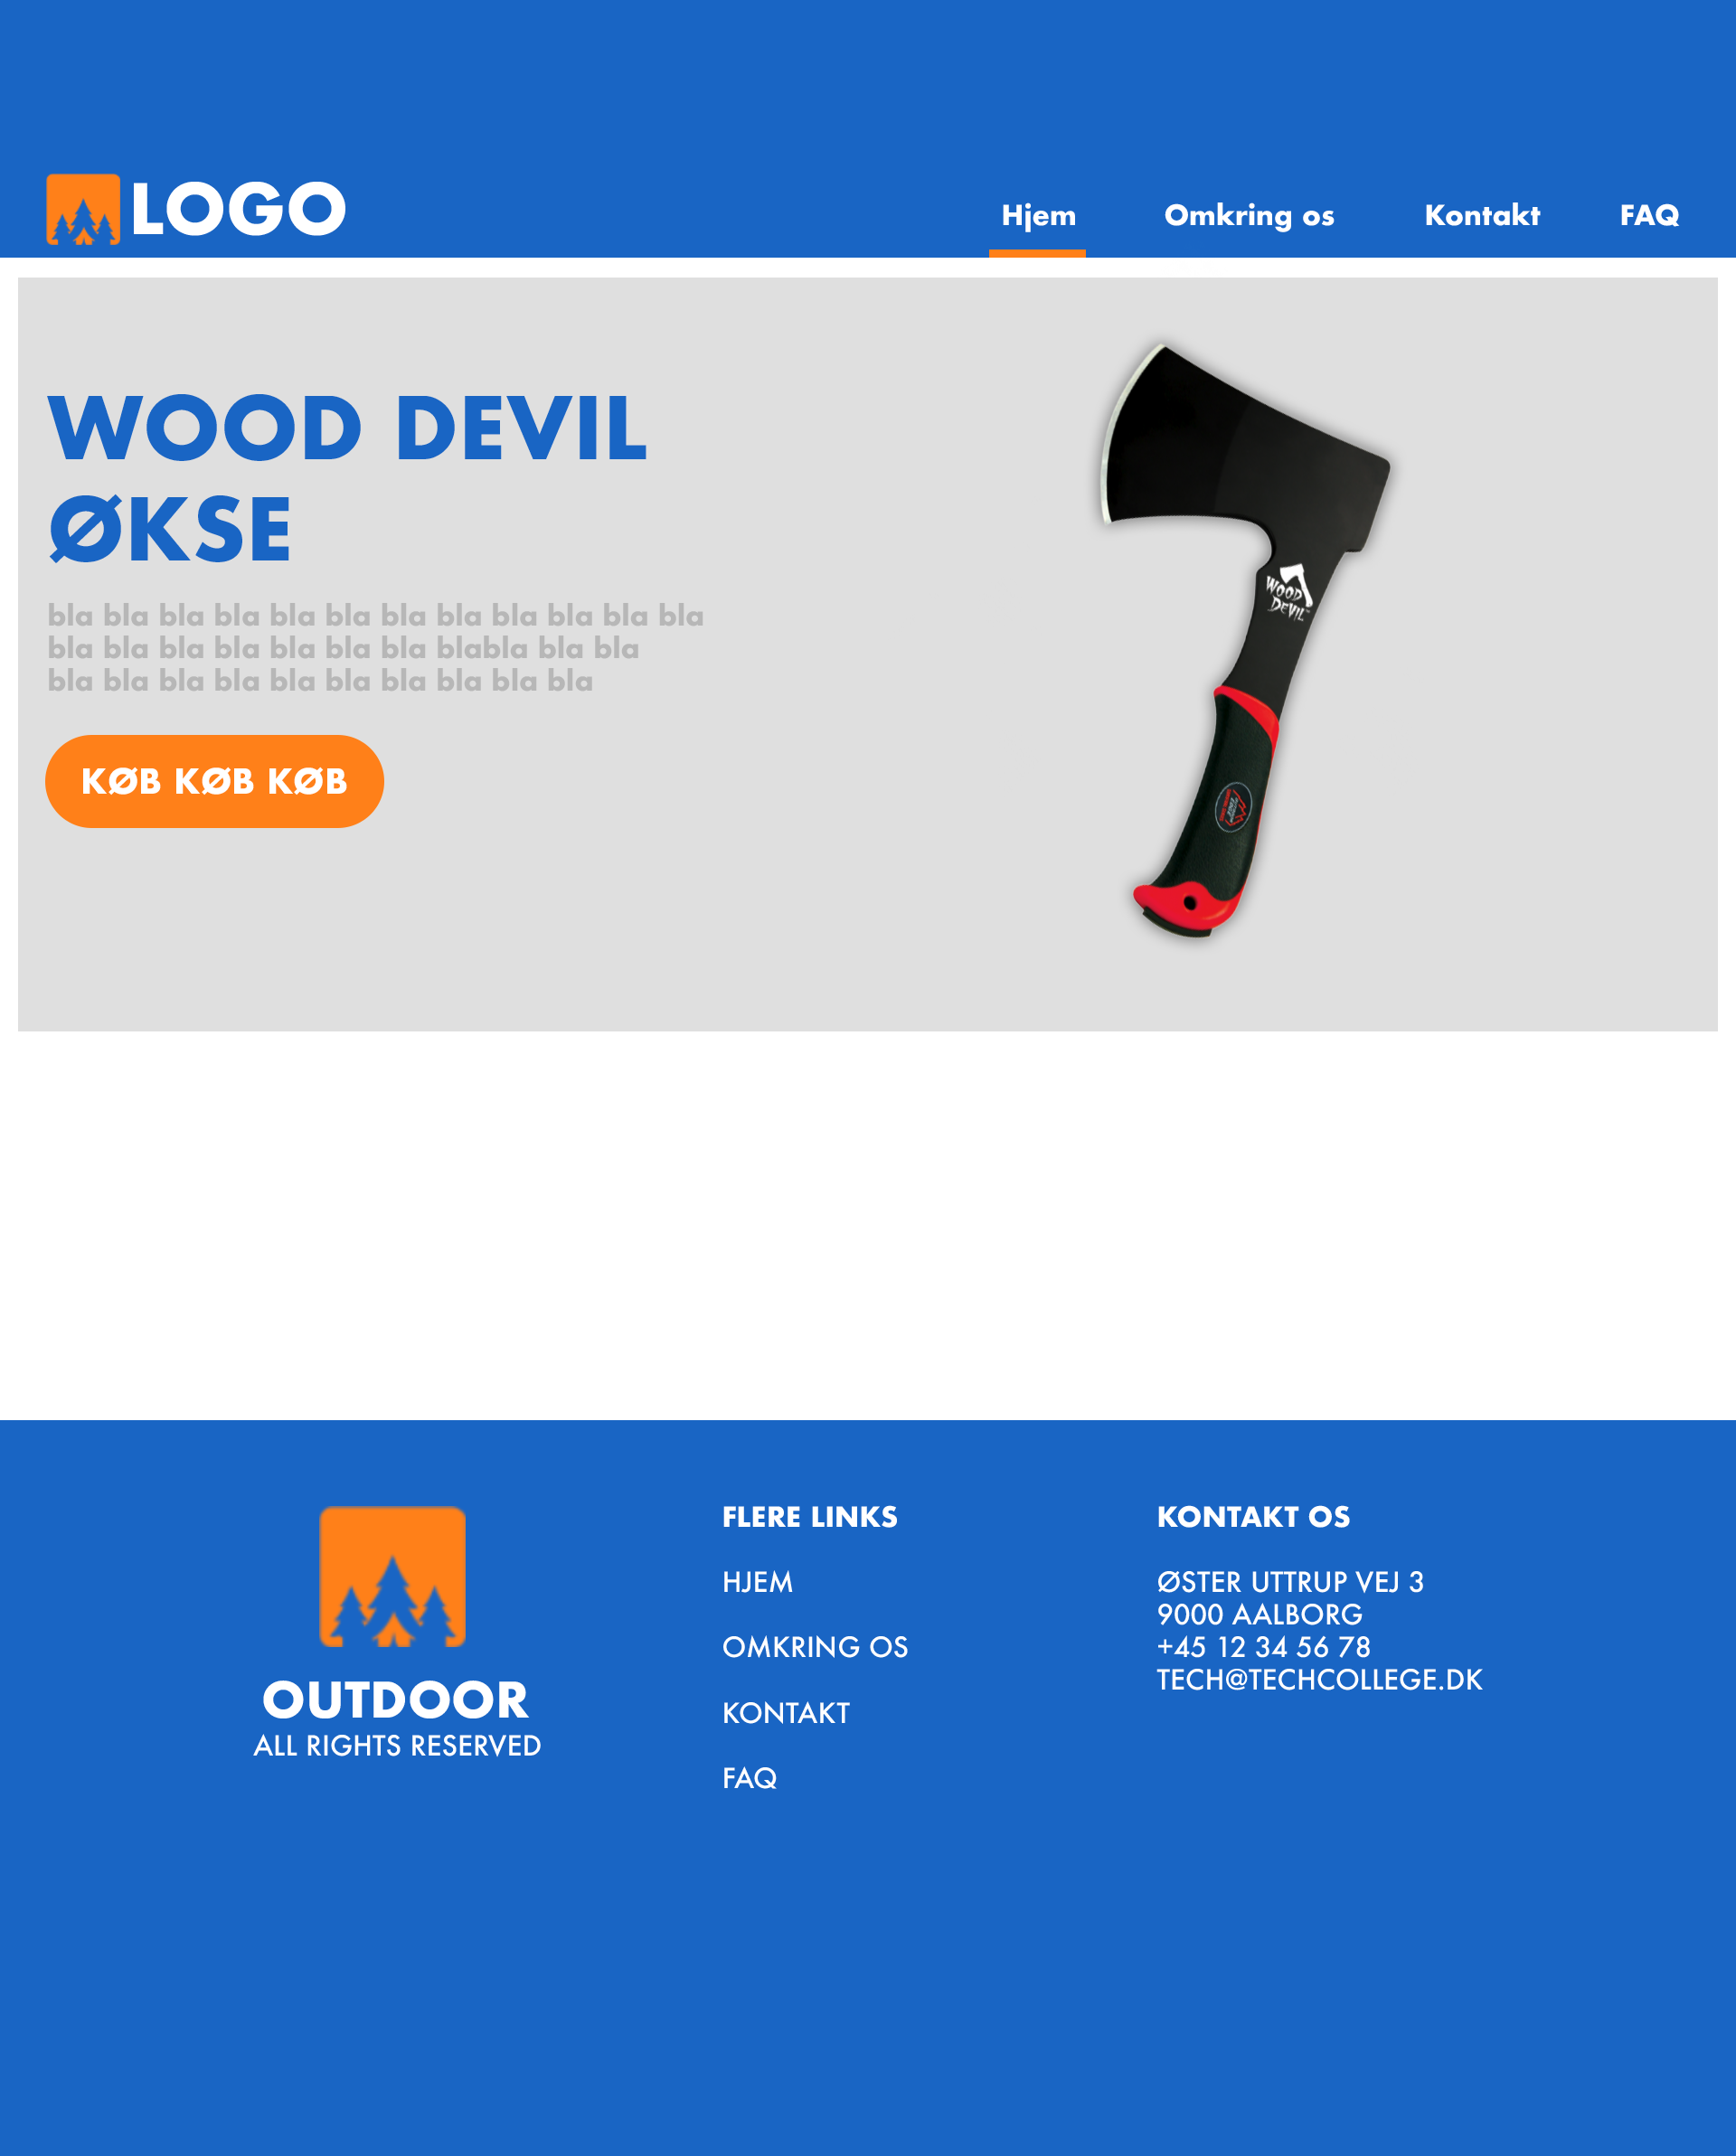 LOGO
Hjem Omkring os Kontakt FAQ
WOOD DEVIL
ØKSE
bla bla bla bla bla bla bla bla bla bla bla bla
bla bla bla bla bla bla bla blabla bla bla
bla bla bla bla bla bla bla bla bla bla
KØB KØB KØB
WOOD
DEVIL
OUTDOOR
ALL RIGHTS RESERVED
FLERE LINKS
HJEM
OMKRING OS
KONTAKT
FAQ
KONTAKT OS
ØSTER UTTRUP VEJ 3
9000 AALBORG
+45 12 34 56 78
TECH@TECHCOLLEGE.DK